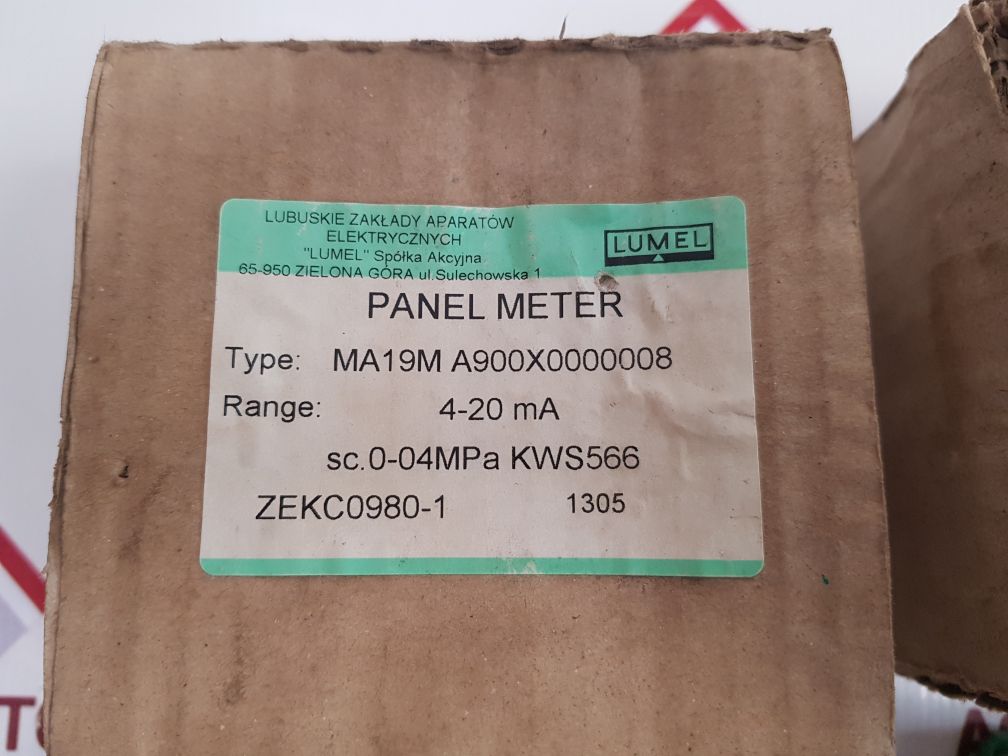 LUBUSKIE ZAKŁADY APARATÓW
ELEKTRYCZNYCH
"LUMEL" Spółka Akcyjna
65-950 ZIELONA GÓRA ul.Sulechowska 1
LUMEL
PANEL METER
Type: MA19M A900X0000008
Range: 4-20 mA
sc.0-04MPa KWS566
ZEKC0980-1 1305